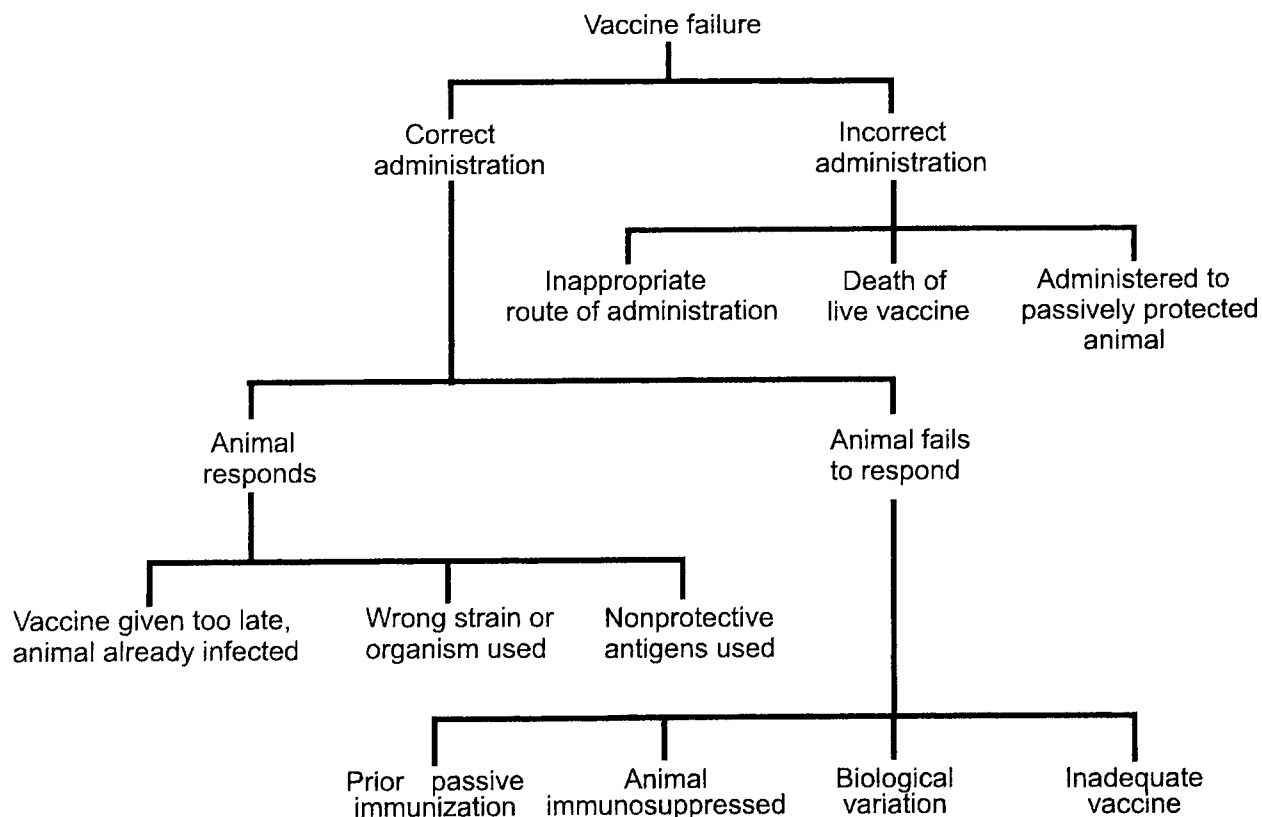 Vaccine failure
Correct
administration
Incorrect
administration
Inappropriate
route of administration
Death of
live vaccine
Administered to
passively protected
animal
Animal
responds
Animal fails
to respond
Vaccine given too late,
animal already infected
Wrong strain or
organism used
Nonprotective
antigens used
Prior passive
immunization
Animal
immunosuppressed
Biological
variation
Inadequate
vaccine